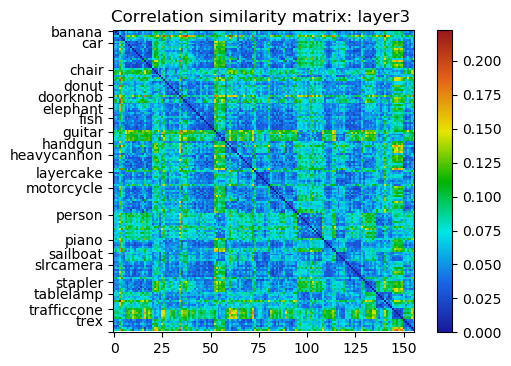 Correlation similarity matrix: layer3
banana
car
chair
donut
doorknob
elephant
fish
guitar
handgun
heavycannon
layercake
motorcycle
person
piano
sailboat
slrcamera
stapler
tablelamp
trafficcone
trex
0 25 50 75 100 125 150
0.200
0.175
0.150
0.125
0.100
0.075
0.050
0.025
0.000